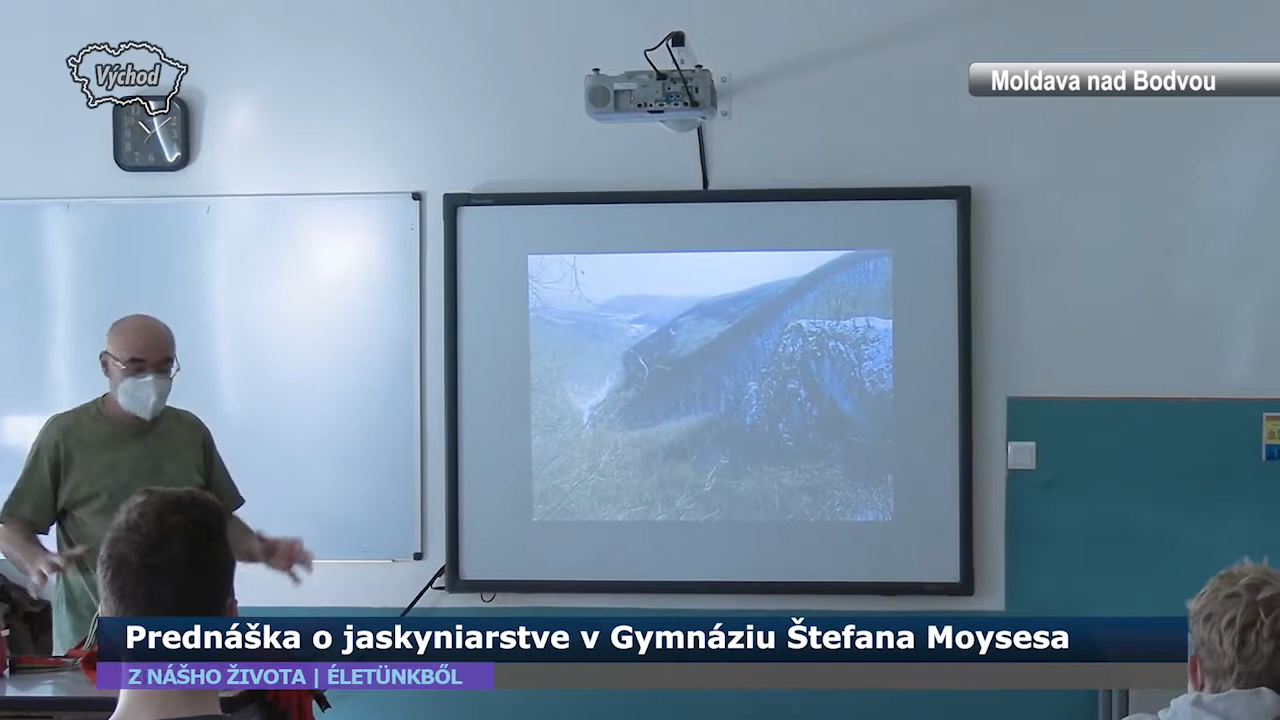 Východ
Moldava nad Bodvou
Prednáška o jaskyniarstve v Gymnáziu Štefana Moysesa
Z NÁŠHO ŽIVOTA | ÉLETÜNKBŐL